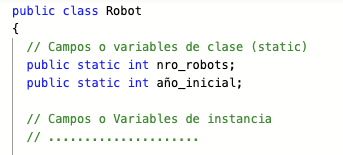 public class Robot
{
// Campos o variables de clase (static)
public static int nro_robots;
public static int año_inicial;
// Campos o Variables de instancia
// .....................